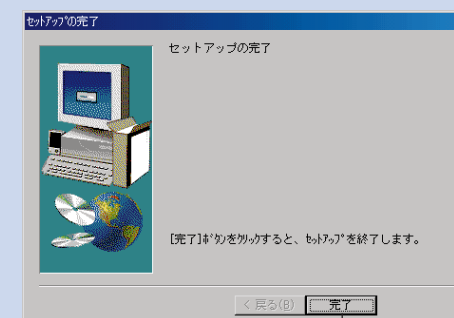 ｾｯﾄｱｯﾌﾟの完了
セットアップの完了
[完了]ﾎﾞﾀﾝをｸﾘｯｸすると、ｾｯﾄｱｯﾌﾟを終了します。
< 戻る(B)
完了